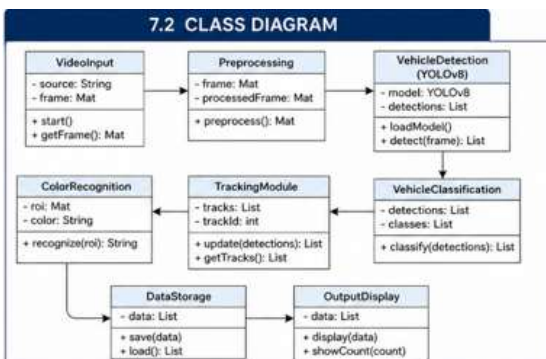 7.2 CLASS DIAGRAM
VideoInput
- source: String
- frame: Mat
+ start()
+ getFrame(): Mat
Preprocessing
- frame: Mat
- processedFrame: Mat
+ preprocess(): Mat
VehicleDetection
(YOLOv8)
- model: YOLOv8
- detections: List
+ loadModel()
+ detect(frame): List
ColorRecognition
- roi: Mat
- color: String
+ recognize(roi): String
TrackingModule
- tracks: List
- trackId: int
+ update(detections): List
+ getTracks(): List
VehicleClassification
- detections: List
- classes: List
+ classify(detections): List
DataStorage
- data: List
+ save(data)
+ load(): List
OutputDisplay
- data: List
+ display(data)
+ showCount(count)